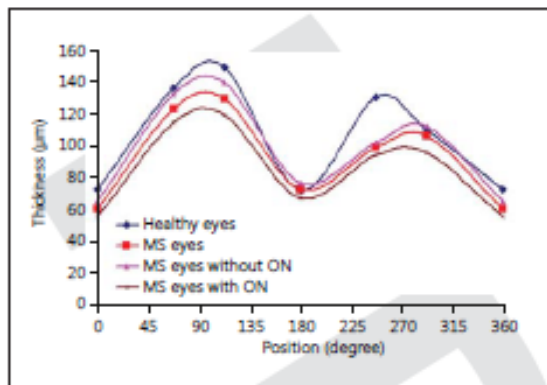 160
140
120
100
80
60
40
20
0
Thickness (µm)
Healthy eyes
MS eyes
MS eyes without ON
MS eyes with ON
0 45 90 135 180 225 270 315 360
Position (degree)